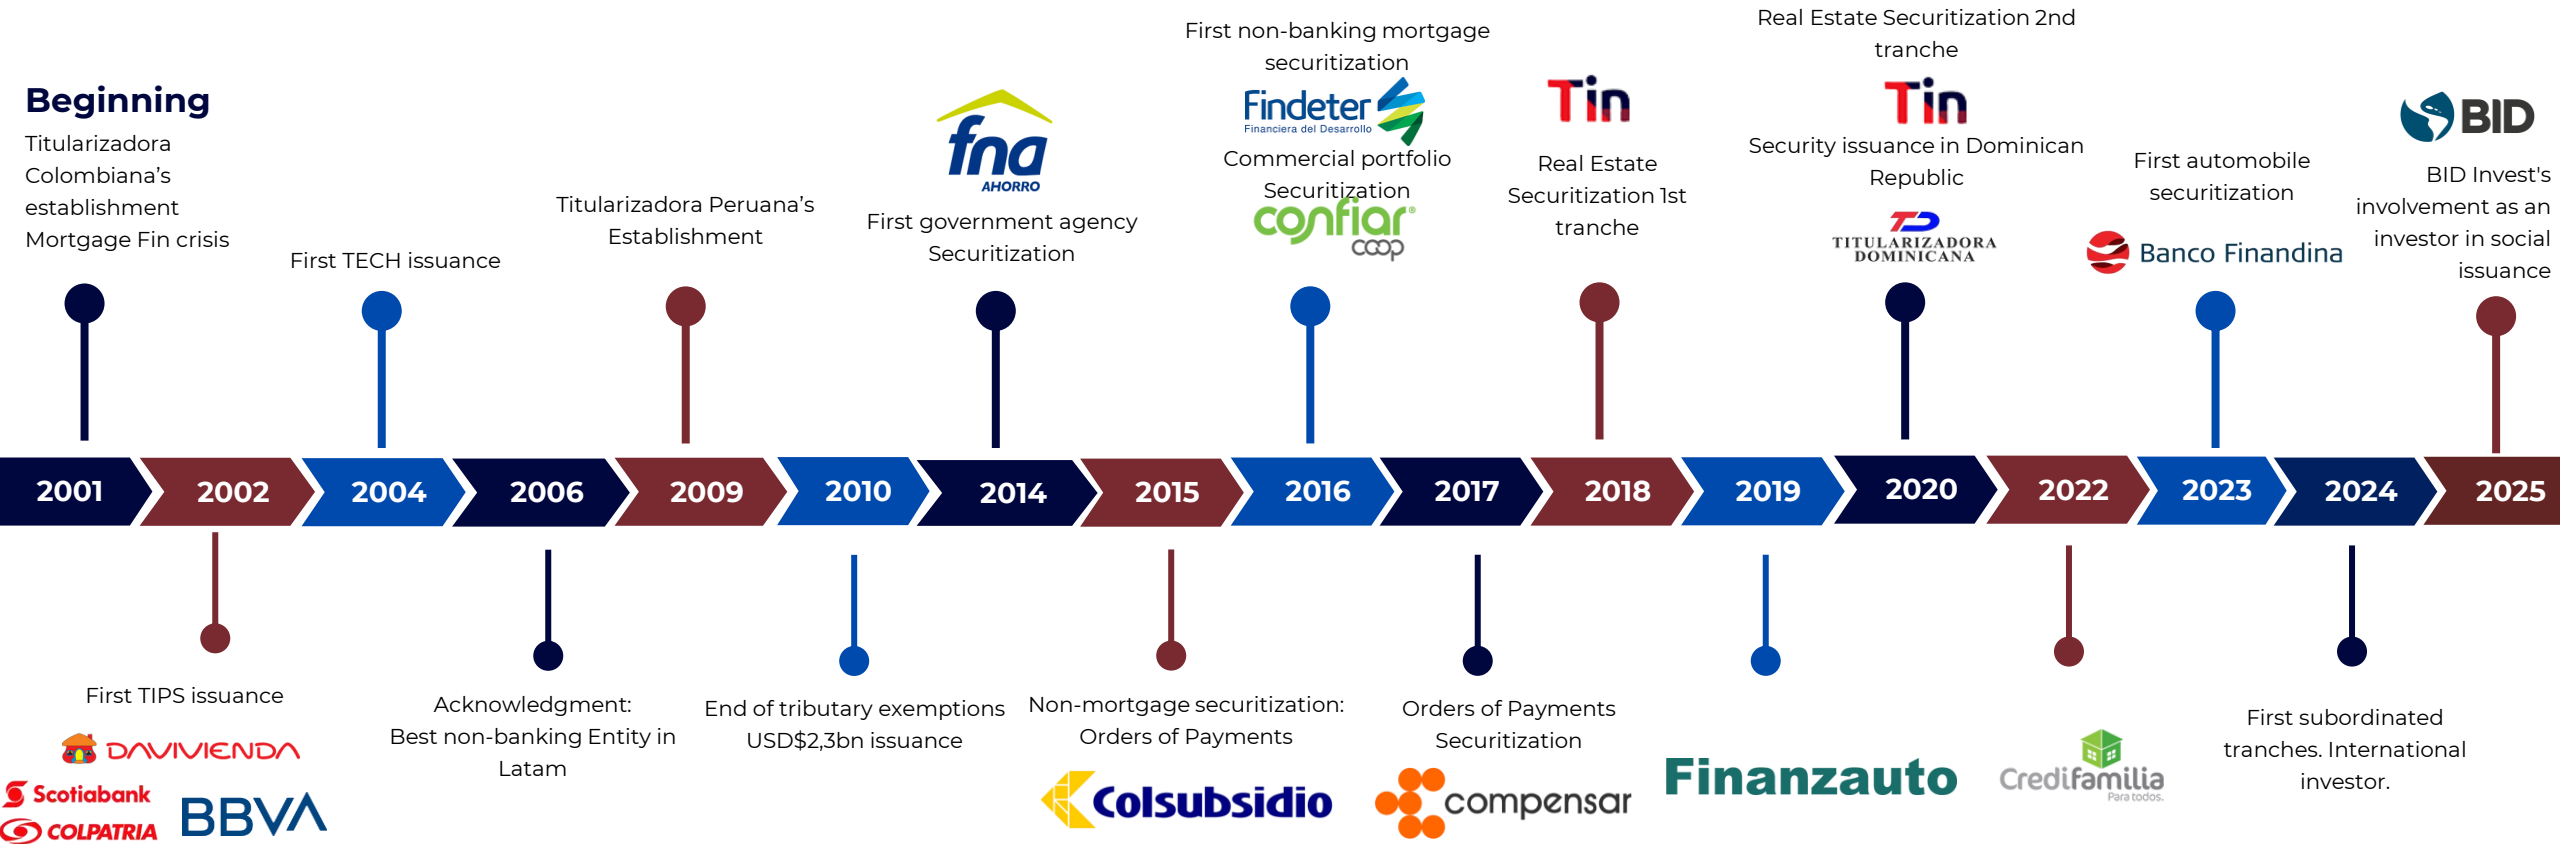 Beginning
Titularizadora
Colombiana’s
establishment
Mortgage Fin crisis
First TECH issuance
Titularizadora Peruana’s
Establishment
fna
AHORRO
First government agency
Securitization
First non-banking mortgage
securitization
Findeter
Financiera del Desarrollo
Commercial portfolio
Securitization
confiar®
coop
Tin
Real Estate
Securitization 1st
tranche
Real Estate Securitization 2nd
tranche
Tin
Security issuance in Dominican
Republic
TD
TITULARIZADORA
DOMINICANA
First automobile
securitization
Banco Finandina
BID
BID Invest's
involvement as an
investor in social
issuance
2001
2002
2004
2006
2009
2010
2014
2015
2016
2017
2018
2019
2020
2022
2023
2024
2025
First TIPS issuance
DAVIVIENDA
Scotiabank
COLPATRIA
BBVA
Acknowledgment:
Best non-banking Entity in
Latam
End of tributary exemptions
USD$2,3bn issuance
Non-mortgage securitization:
Orders of Payments
Colsubsidio
Orders of Payments
Securitization
compensar
Finanzauto
Credifamilia
Para todos.
First subordinated
tranches. International
investor.